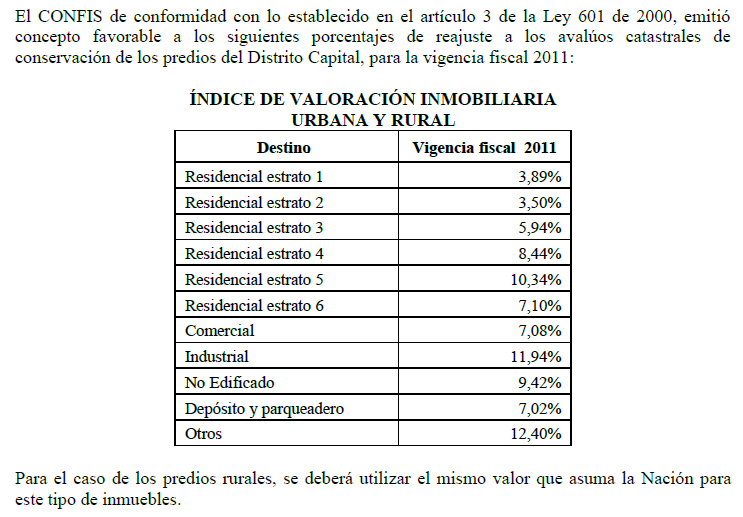 El CONFIS de conformidad con lo establecido en el artículo 3 de la Ley 601 de 2000, emitió
concepto favorable a los siguientes porcentajes de reajuste a los avalúos catastrales de
conservación de los predios del Distrito Capital, para la vigencia fiscal 2011:
ÍNDICE DE VALORACIÓN INMOBILIARIA
URBANA Y RURAL
Destino Vigencia fiscal 2011
Residencial estrato 1 3,89%
Residencial estrato 2 3,50%
Residencial estrato 3 5,94%
Residencial estrato 4 8,44%
Residencial estrato 5 10,34%
Residencial estrato 6 7,10%
Comercial 7,08%
Industrial 11,94%
No Edificado 9,42%
Depósito y parqueadero 7,02%
Otros 12,40%
Para el caso de los predios rurales, se deberá utilizar el mismo valor que asuma la Nación para
este tipo de inmuebles.